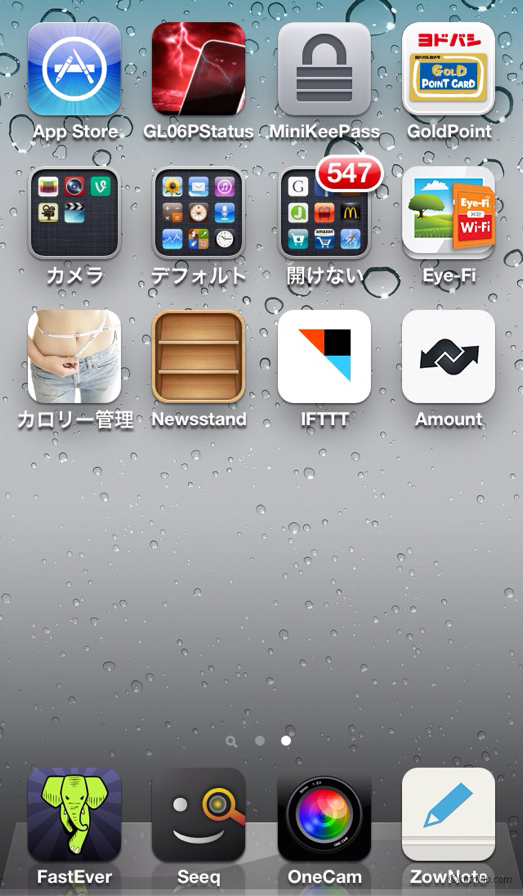 App Store
GL06PStatus
MiniKeePass
ヨドバシ
GOLD
POINT CARD
GoldPoint
カメラ
デフォルト
547
開けない
Eye-Fi
Wi-Fi
Eye-Fi
カロリー管理
Newsstand
IFTTT
Amount
FastEver
Seeq
OneCam
ZowNote